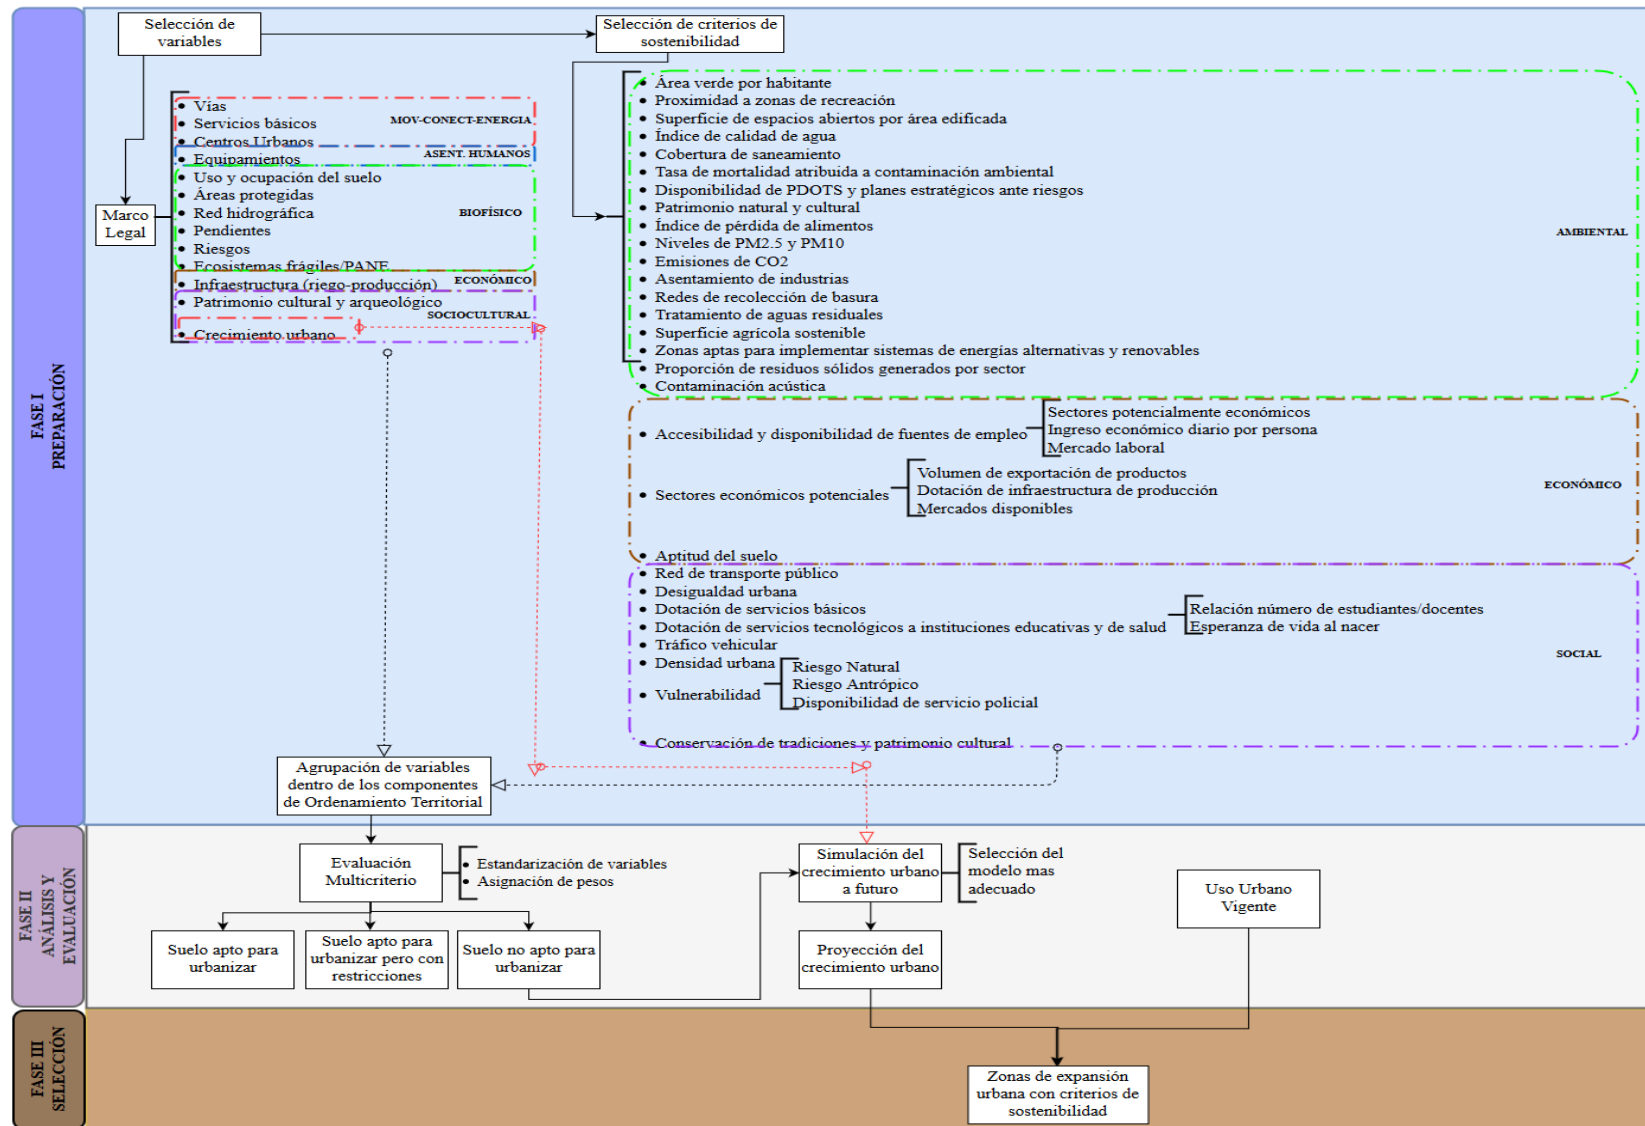 FASE I
PREPARACIÓN
Selección de
variables
Selección de criterios de
sostenibilidad
Marco
Legal
• Vías
• Servicios básicos
• Centros Urbanos
MOV-CONECT-ENERGIA
• Equipamientos
ASENT. HUMANOS
• Uso y ocupación del suelo
• Áreas protegidas
• Red hidrográfica
• Pendientes
• Riesgos
• Ecosistemas frágiles/PANE
BIOFÍSICO
• Infraestructura (riego-producción)
ECONÓMICO
• Patrimonio cultural y arqueológico
SOCIOCULTURAL
• Crecimiento urbano
• Área verde por habitante
• Proximidad a zonas de recreación
• Superficie de espacios abiertos por área edificada
• Índice de calidad de agua
• Cobertura de saneamiento
• Tasa de mortalidad atribuida a contaminación ambiental
• Disponibilidad de PDOTS y planes estratégicos ante riesgos
• Patrimonio natural y cultural
• Índice de pérdida de alimentos
• Niveles de PM2.5 y PM10
• Emisiones de CO2
• Asentamiento de industrias
• Redes de recolección de basura
• Tratamiento de aguas residuales
• Superficie agrícola sostenible
• Zonas aptas para implementar sistemas de energías alternativas y renovables
• Proporción de residuos sólidos generados por sector
• Contaminación acústica
AMBIENTAL
• Accesibilidad y disponibilidad de fuentes de empleo
Sectores potencialmente económicos
Ingreso económico diario por persona
Mercado laboral
• Sectores económicos potenciales
Volumen de exportación de productos
Dotación de infraestructura de producción
Mercados disponibles
• Aptitud del suelo
ECONÓMICO
• Red de transporte público
• Desigualdad urbana
• Dotación de servicios básicos
• Dotación de servicios tecnológicos a instituciones educativas y de salud
Relación número de estudiantes/docentes
Esperanza de vida al nacer
• Tráfico vehicular
• Densidad urbana
• Vulnerabilidad
Riesgo Natural
Riesgo Antrópico
Disponibilidad de servicio policial
• Conservación de tradiciones y patrimonio cultural
SOCIAL
Agrupación de variables
dentro de los componentes
de Ordenamiento Territorial
FASE II
ANÁLISIS Y
EVALUACIÓN
Evaluación
Multicriterio
• Estandarización de variables
• Asignación de pesos
Suelo apto para
urbanizar
Suelo apto para
urbanizar pero con
restricciones
Suelo no apto para
urbanizar
Simulación del
crecimiento urbano
a futuro
Selección del
modelo mas
adecuado
Proyección del
crecimiento urbano
Uso Urbano
Vigente
FASE III
SELECCIÓN
Zonas de expansión
urbana con criterios de
sostenibilidad